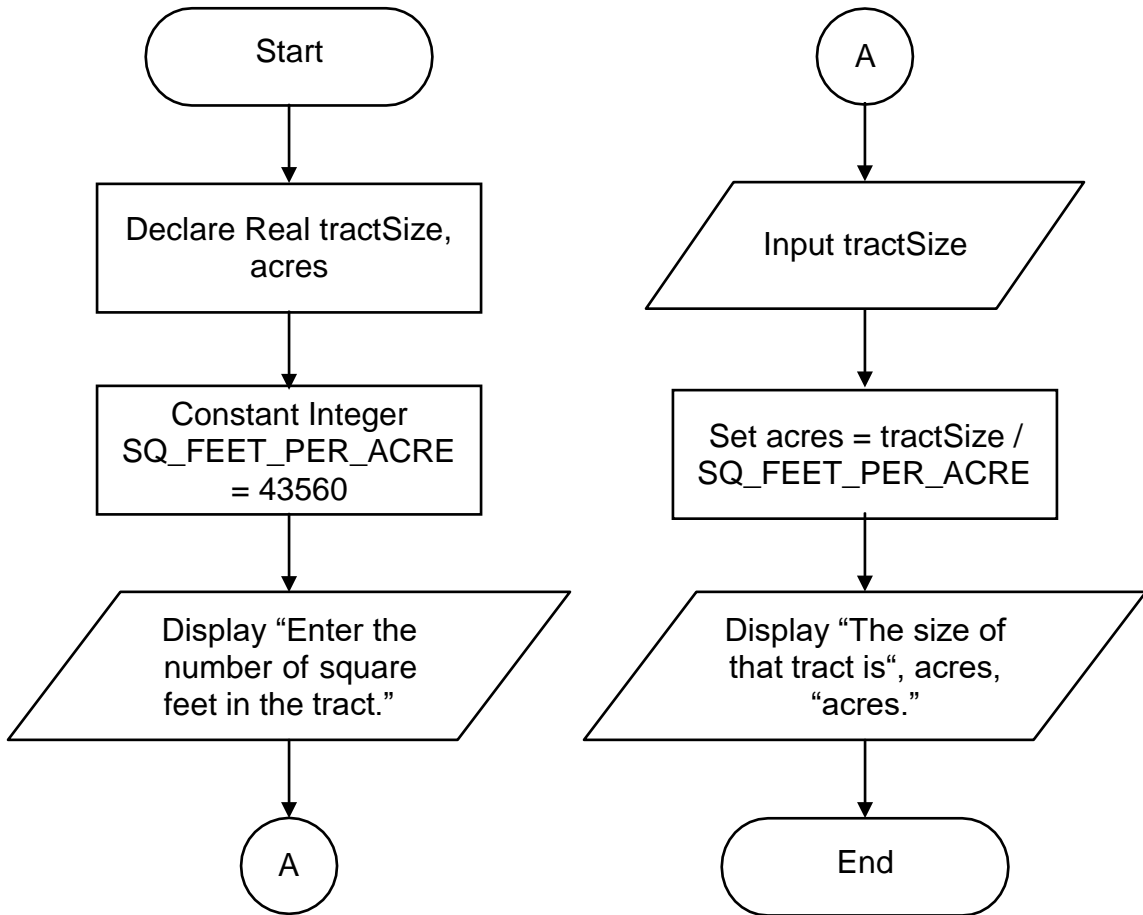 Start
Declare Real tractSize,
acres
Constant Integer
SQ_FEET_PER_ACRE
= 43560
Display “Enter the
number of square
feet in the tract.”
A
A
Input tractSize
Set acres = tractSize /
SQ_FEET_PER_ACRE
Display “The size of
that tract is“, acres,
“acres.”
End